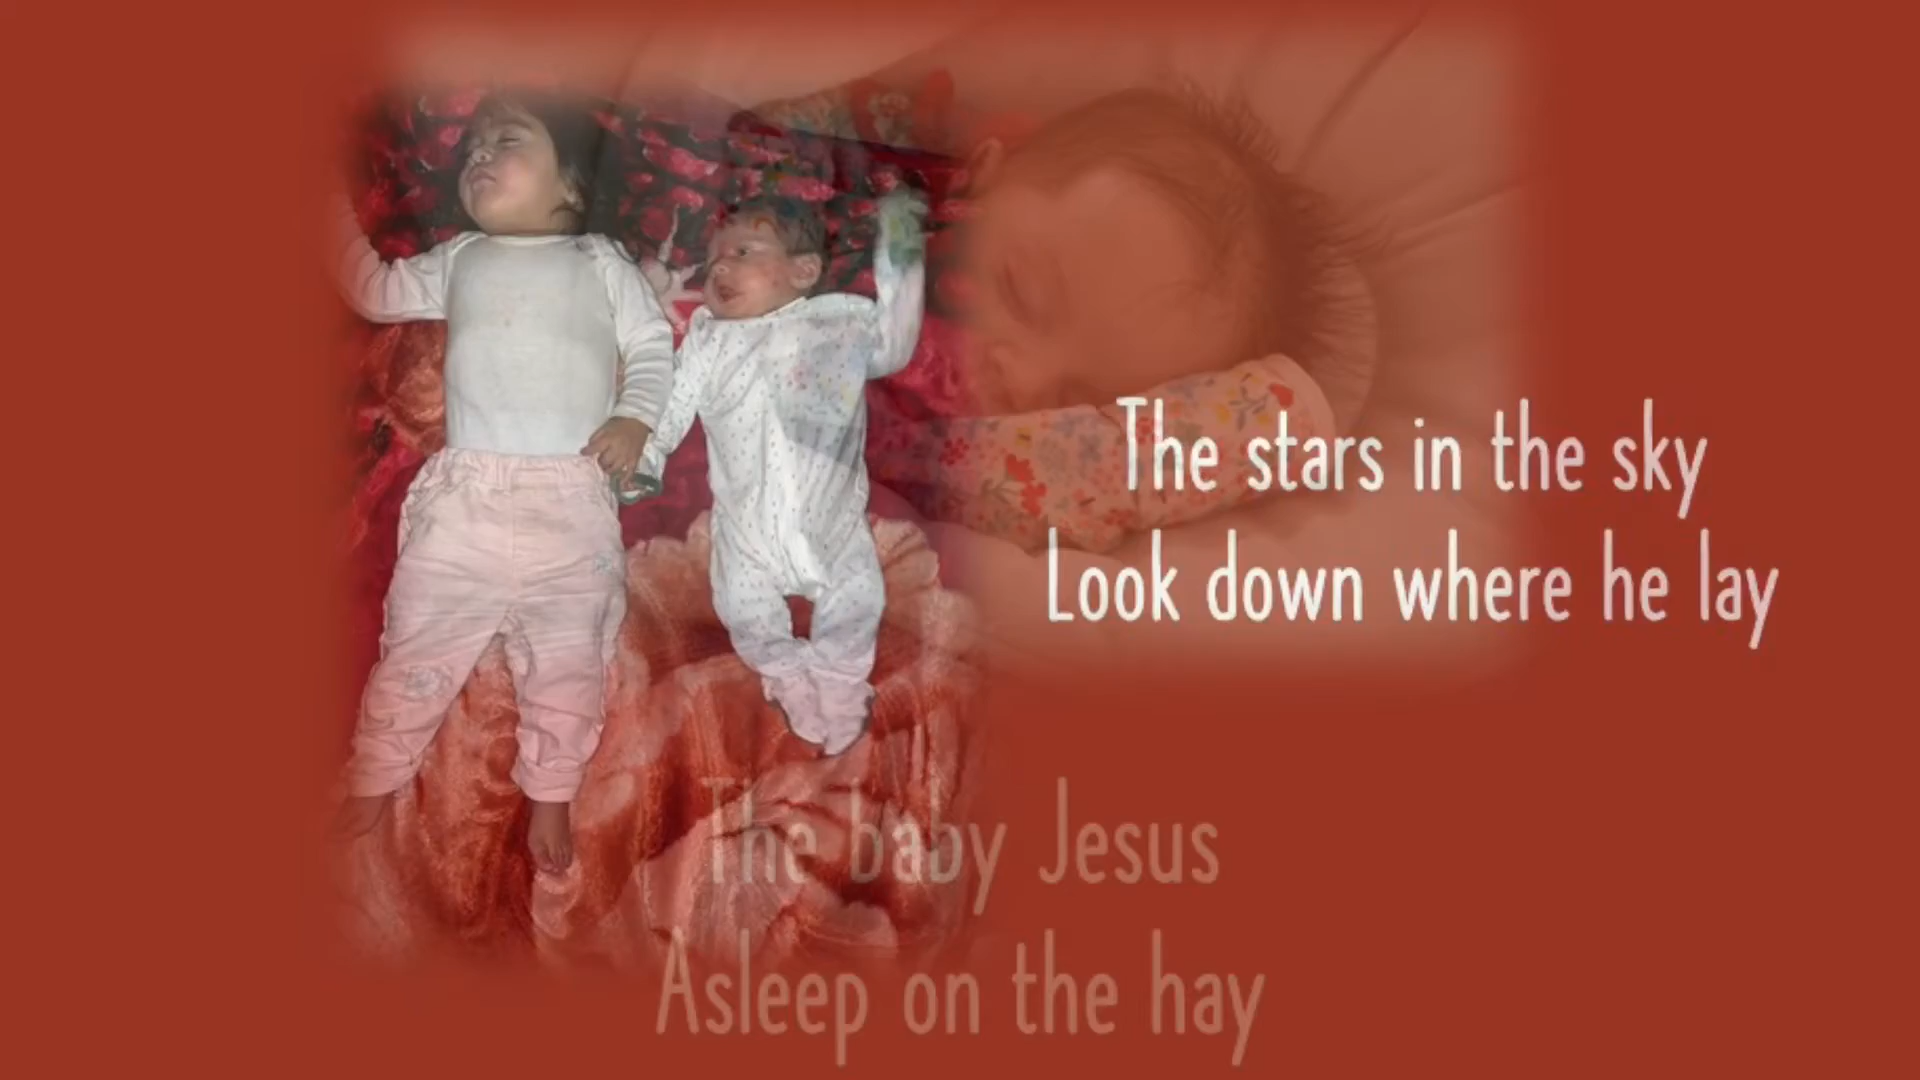 The stars in the sky
Look down where he lay
The baby Jesus
Asleep on the hay